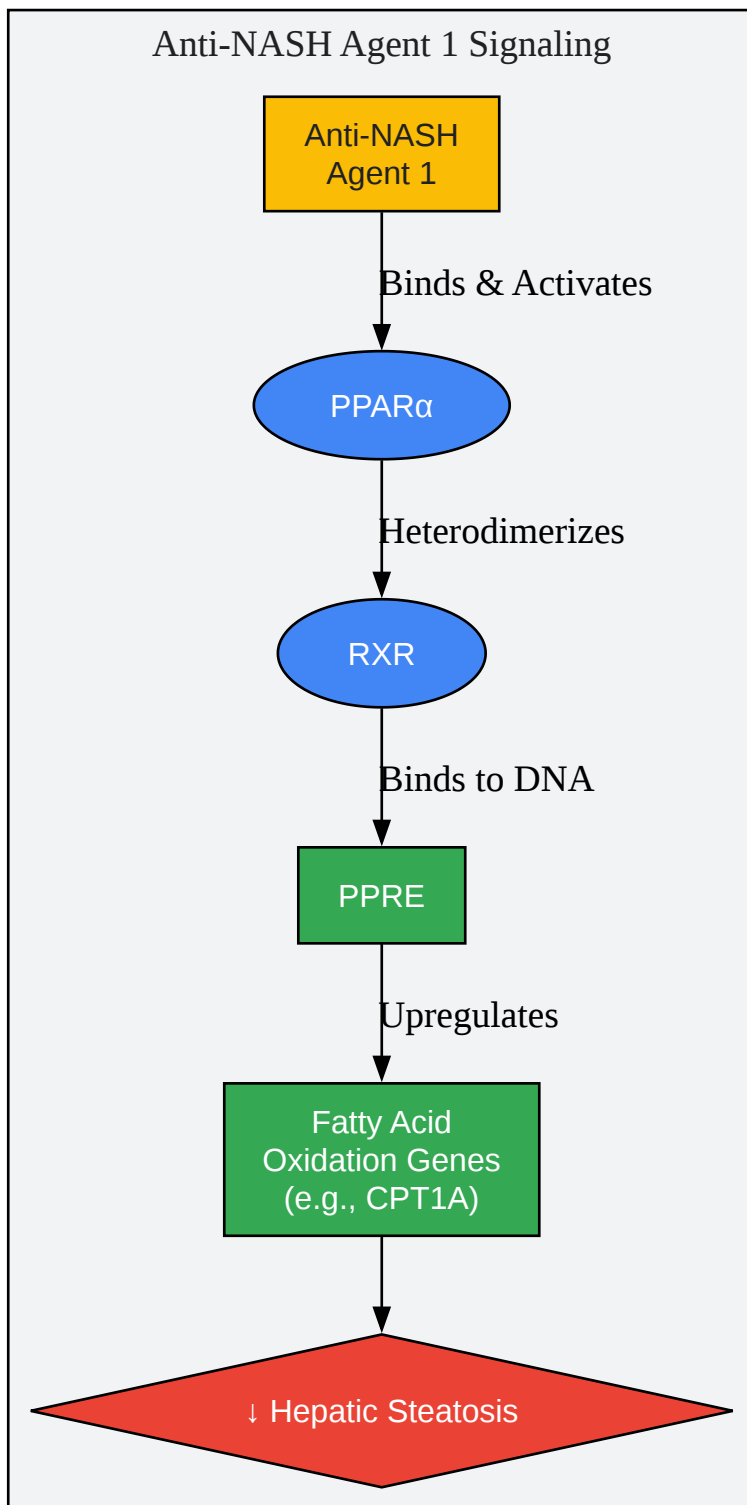 Anti-NASH Agent 1 Signaling
Anti-NASH
Agent 1
Binds & Activates
PPARα
Heterodimerizes
RXR
Binds to DNA
PPRE
Upregulates
Fatty Acid
Oxidation Genes
(e.g., CPT1A)
↓ Hepatic Steatosis